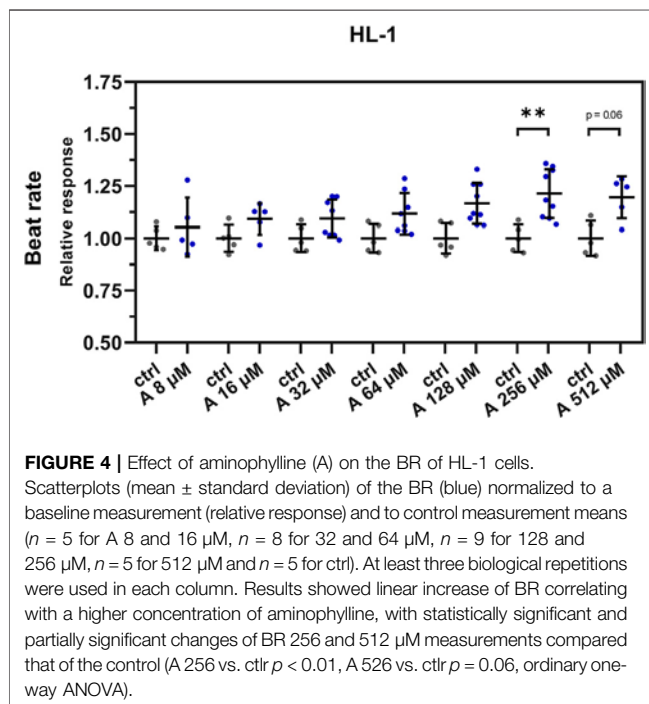 HL-1
Beat rate
Relative response
1.75
1.50
1.25
1.00
0.75
0.50
**
p = 0.06
ctrl
A 8 µM
ctrl
A 16 µM
ctrl
A 32 µM
ctrl
A 64 µM
ctrl
A 128 µM
ctrl
A 256 µM
ctrl
A 512 µM
FIGURE 4 | Effect of aminophylline (A) on the BR of HL-1 cells.
Scatterplots (mean ± standard deviation) of the BR (blue) normalized to a
baseline measurement (relative response) and to control measurement means
(n = 5 for A 8 and 16 µM, n = 8 for 32 and 64 µM, n = 9 for 128 and
256 µM, n = 5 for 512 µM and n = 5 for ctrl). At least three biological repetitions
were used in each column. Results showed linear increase of BR correlating
with a higher concentration of aminophylline, with statistically significant and
partially significant changes of BR 256 and 512 µM measurements compared
that of the control (A 256 vs. ctlr p < 0.01, A 526 vs. ctlr p = 0.06, ordinary one-
way ANOVA).